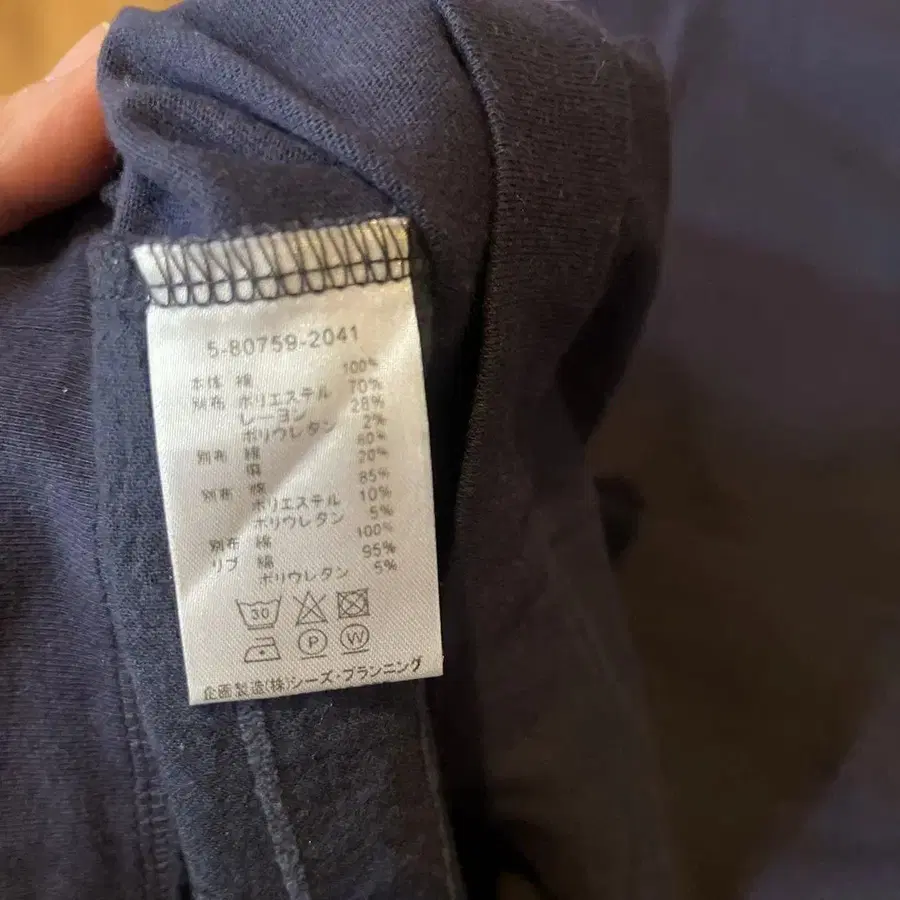 5-80759-2041
本体 綿 100%
別布 ポリエステル 70%
レーヨン 28%
ポリウレタン 2%
別布 綿 80%
麻 20%
別布 綿 85%
ポリエステル 10%
ポリウレタン 5%
別布 綿 100%
リブ 綿 95%
ポリウレタン 5%
30
P W
企画製造(株)シーズ・プランニング